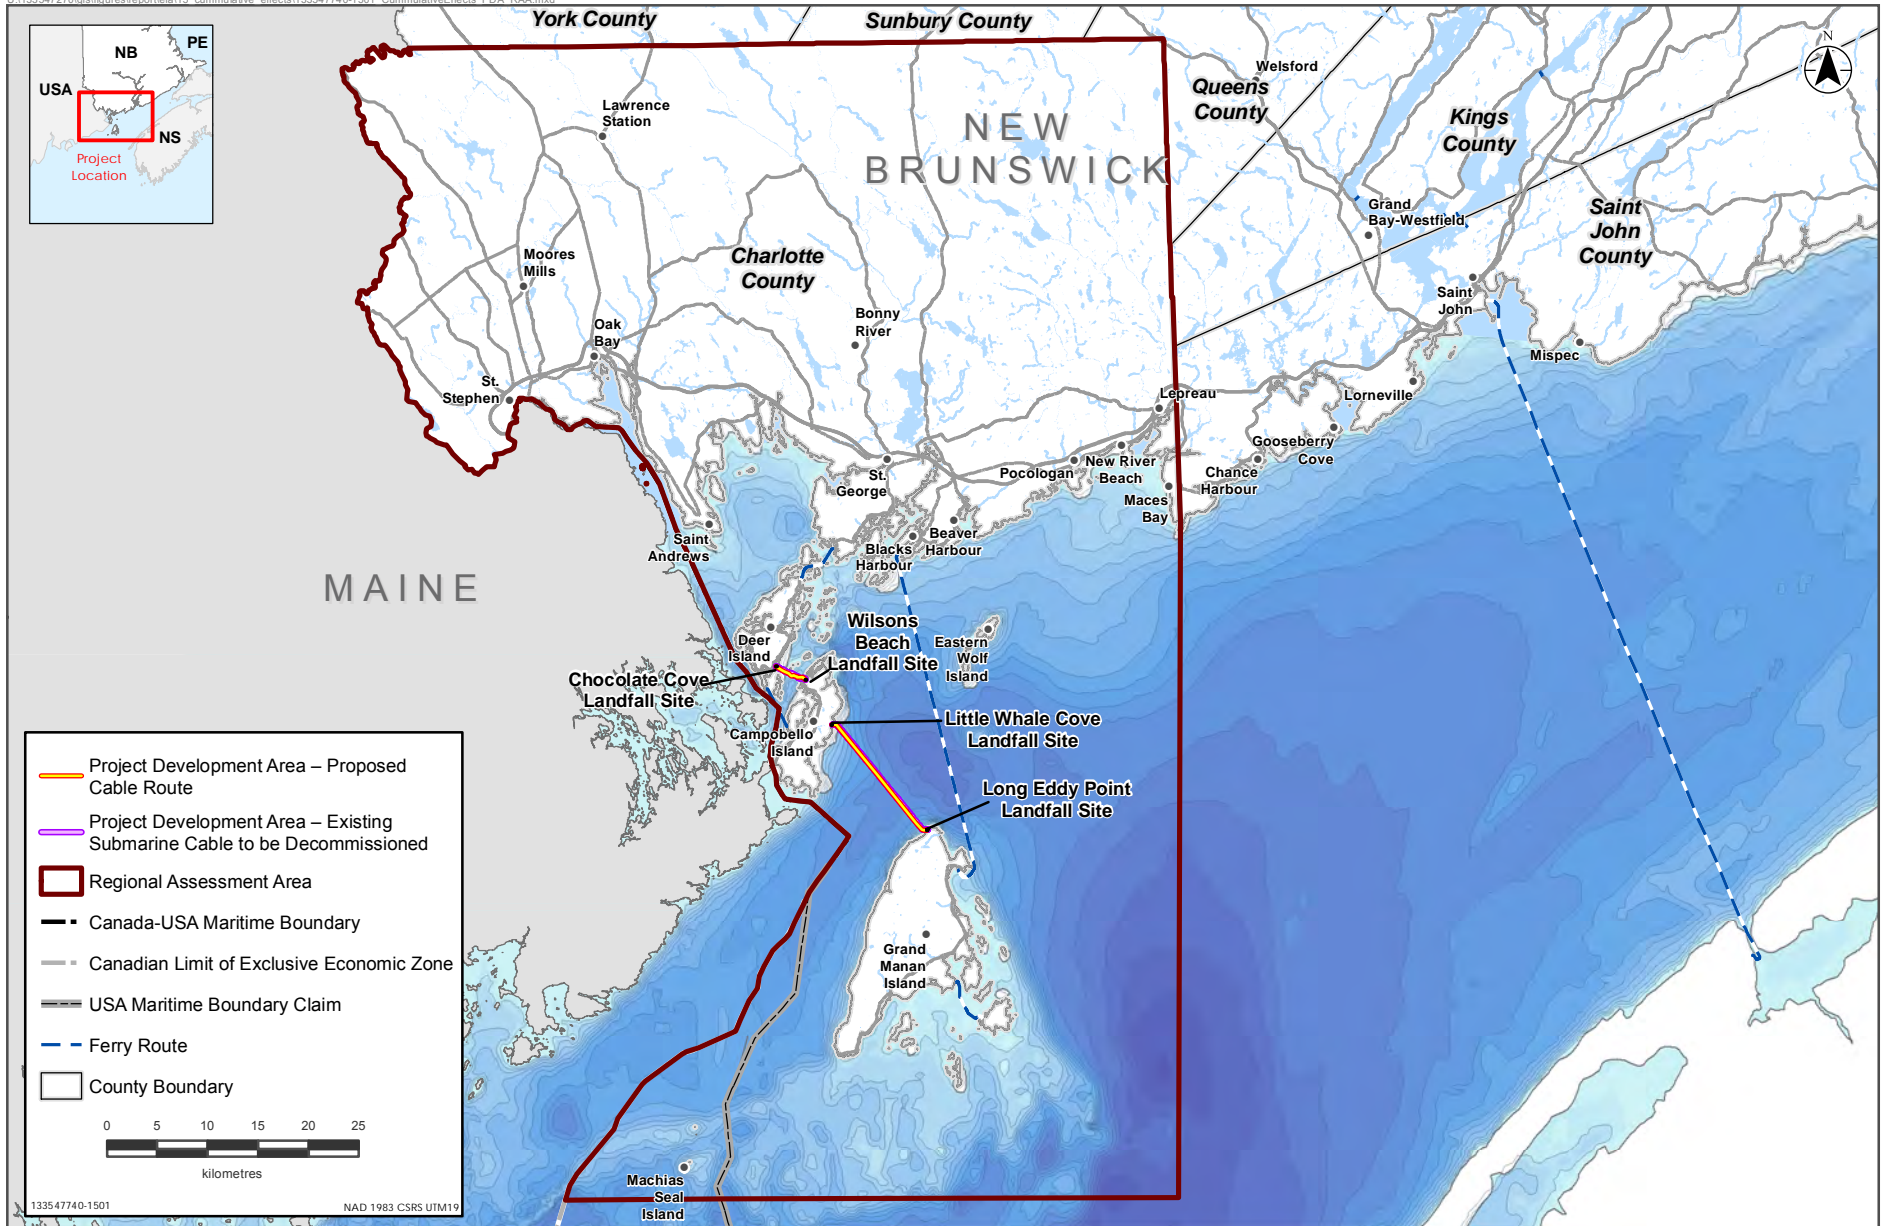 York County
Sunbury County
NB
PE
USA
NS
Project
Location
N
Welsford
Queens
County
Kings
County
Lawrence
Station
NEW
BRUNSWICK
Grand
Bay-Westfield
Saint
John
County
Charlotte
County
Moores
Mills
Saint
John
Bonny
River
Oak
Bay
Mispec
St.
Stephen
Lepreau
Lorneville
Gooseberry
Cove
St.
George
Pocologan
New River
Beach
Chance
Harbour
Maces
Bay
Saint
Andrews
Blacks
Harbour
Beaver
Harbour
MAINE
Deer
Island
Wilsons
Beach
Landfall Site
Eastern
Wolf
Island
Chocolate Cove
Landfall Site
Campobello
Island
Little Whale Cove
Landfall Site
Long Eddy Point
Landfall Site
Grand
Manan
Island
Machias
Seal
Island
Project Development Area – Proposed
Cable Route
Project Development Area – Existing
Submarine Cable to be Decommissioned
Regional Assessment Area
Canada-USA Maritime Boundary
Canadian Limit of Exclusive Economic Zone
USA Maritime Boundary Claim
Ferry Route
County Boundary
0 5 10 15 20 25
kilometres
133547740-1501
NAD 1983 CSRS UTM19